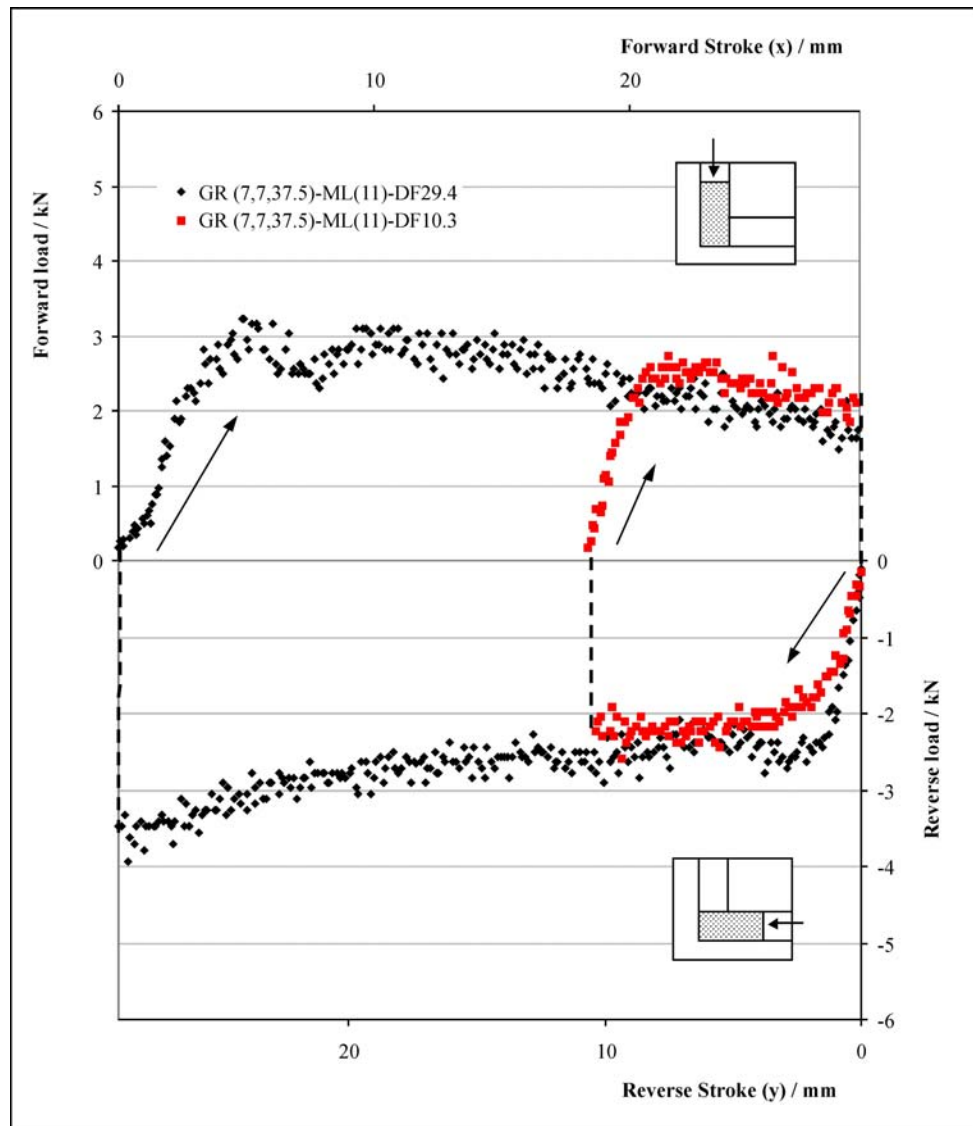 Forward Stroke (x) / mm
0 10 20
6
5
4
3
2
1
0
Forward load / kN
GR (7,7,37.5)-ML(11)-DF29.4
GR (7,7,37.5)-ML(11)-DF10.3
0
-1
-2
-3
-4
-5
-6
Reverse load / kN
20 10 0
Reverse Stroke (y) / mm